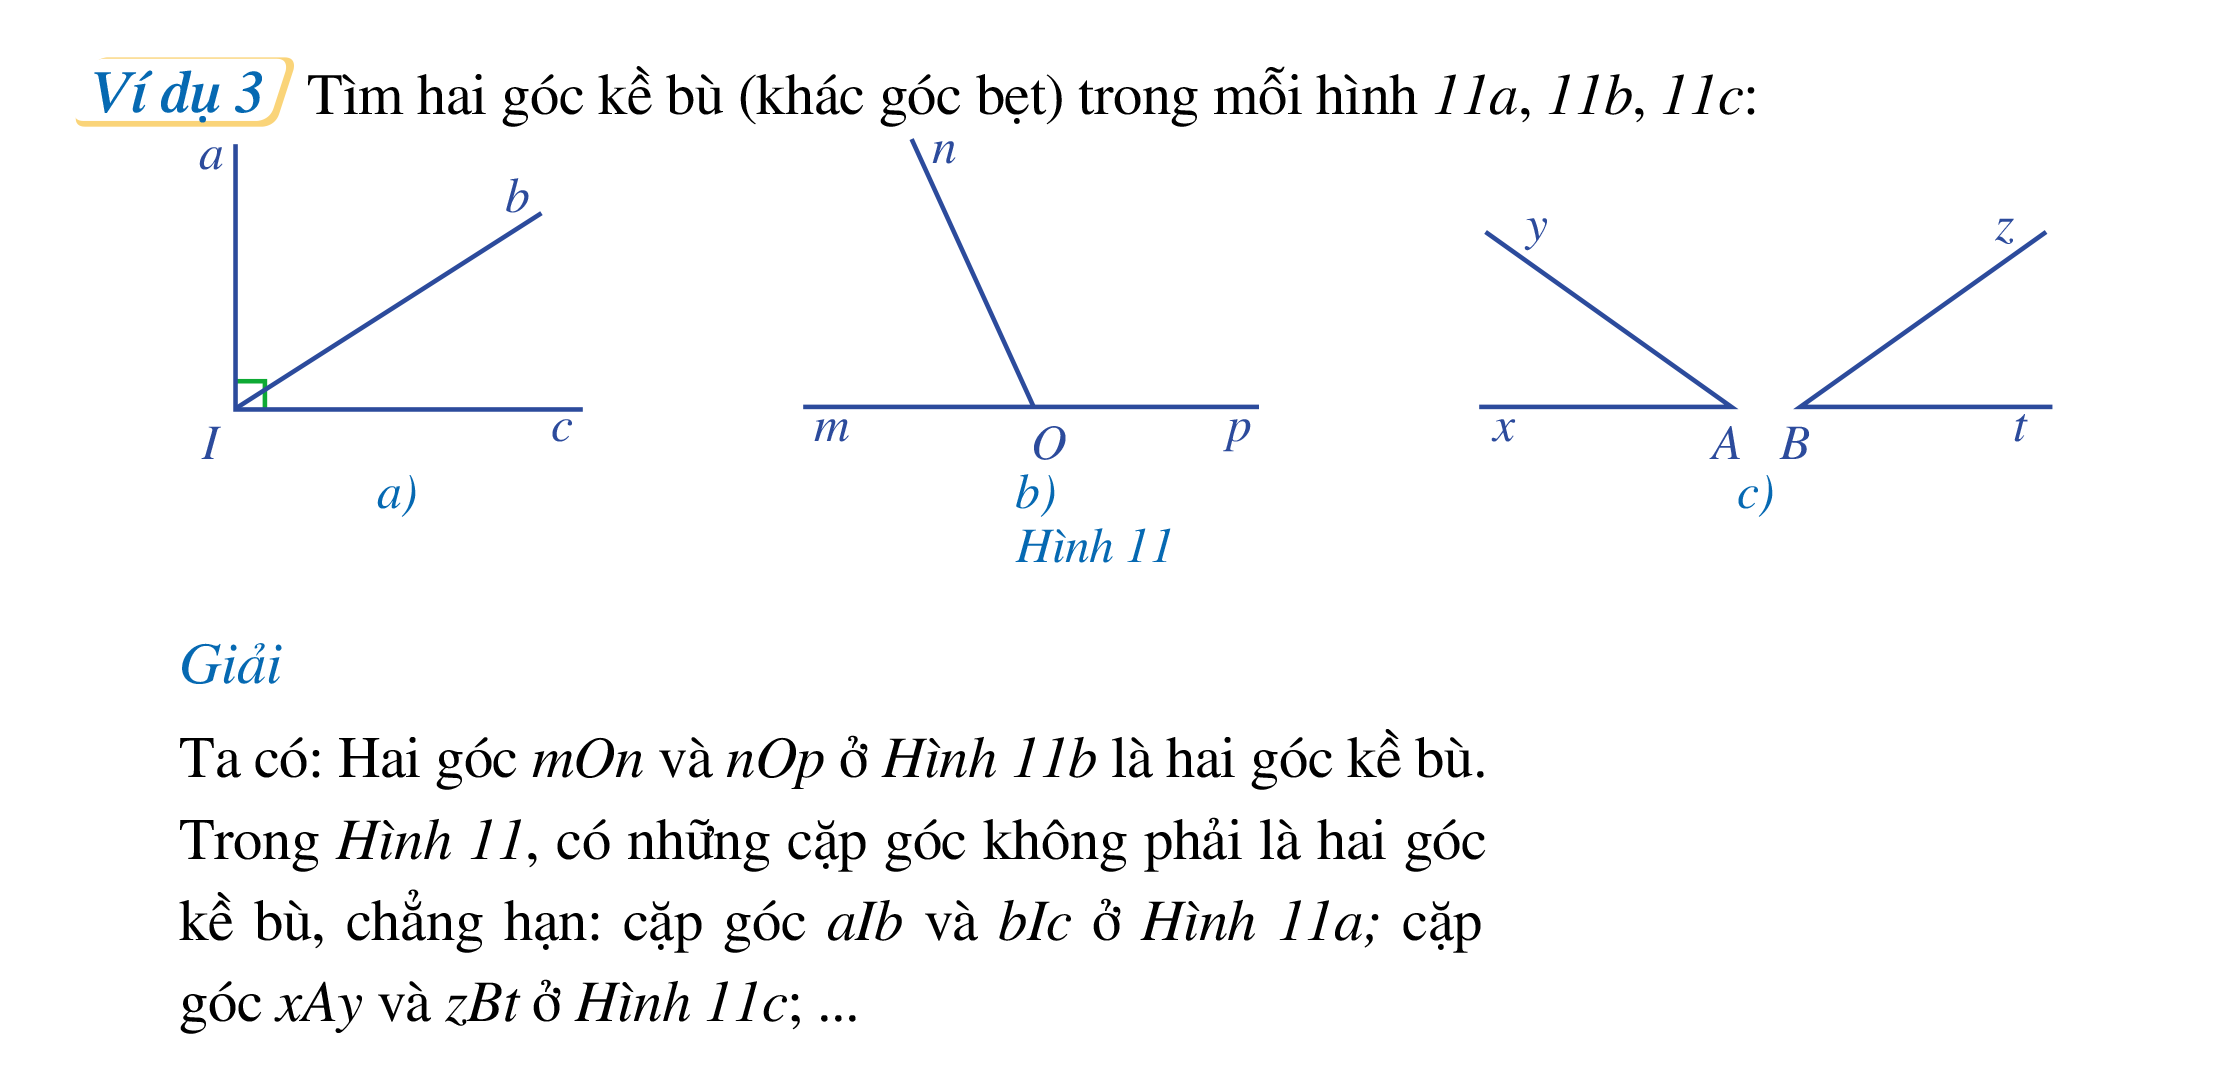 Ví dụ 3 Tìm hai góc kề bù (khác góc bẹt) trong mỗi hình 11a, 11b, 11c:
a
b
I
c
a)
n
m
O
p
b)
y
z
x
A
B
t
c)
Hình 11
Giải
Ta có: Hai góc mOn và nOp ở Hình 11b là hai góc kề bù.
Trong Hình 11, có những cặp góc không phải là hai góc
kề bù, chẳng hạn: cặp góc aIb và bIc ở Hình 11a; cặp
góc xAy và zBt ở Hình 11c; ...